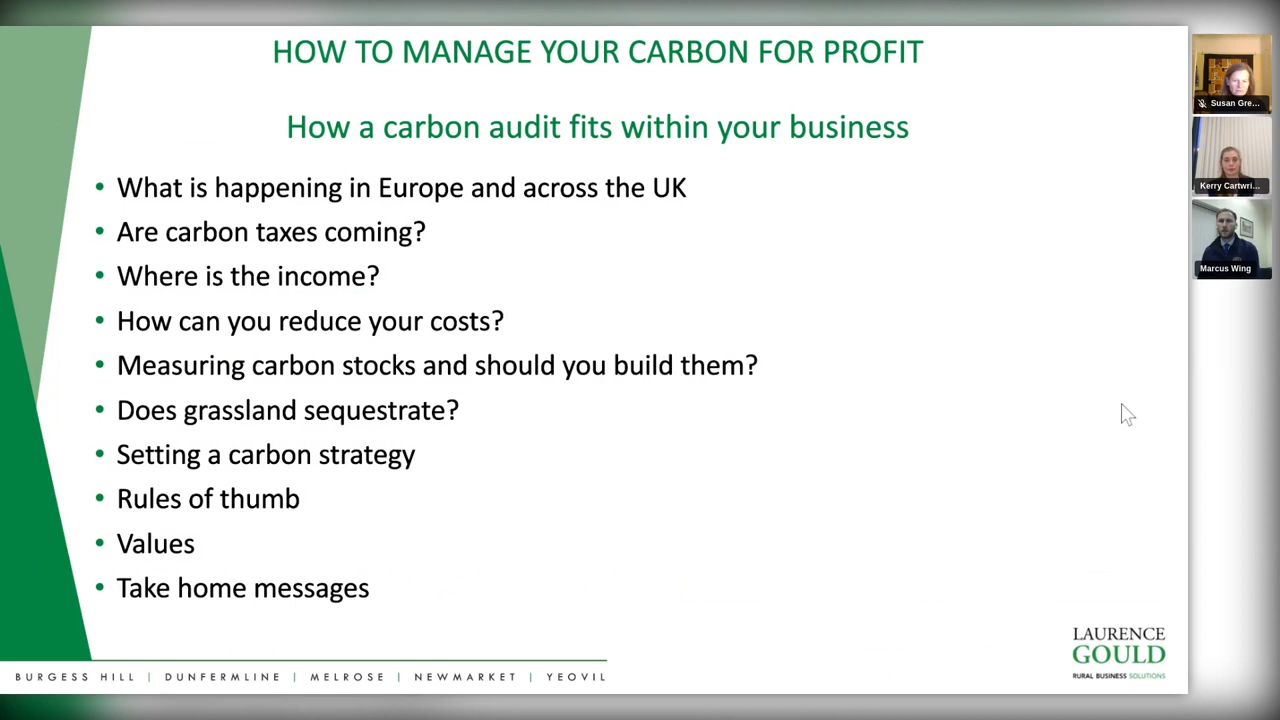 HOW TO MANAGE YOUR CARBON FOR PROFIT
How a carbon audit fits within your business
• What is happening in Europe and across the UK
• Are carbon taxes coming?
• Where is the income?
• How can you reduce your costs?
• Measuring carbon stocks and should you build them?
• Does grassland sequestrate?
• Setting a carbon strategy
• Rules of thumb
• Values
• Take home messages
LAURENCE
GOULD
RURAL BUSINESS SOLUTIONS
BURGESS HILL | DUNFERMLINE | MELROSE | NEWMARKET | YEOVIL
Susan Gre...
Kerry Cartwri...
Marcus Wing